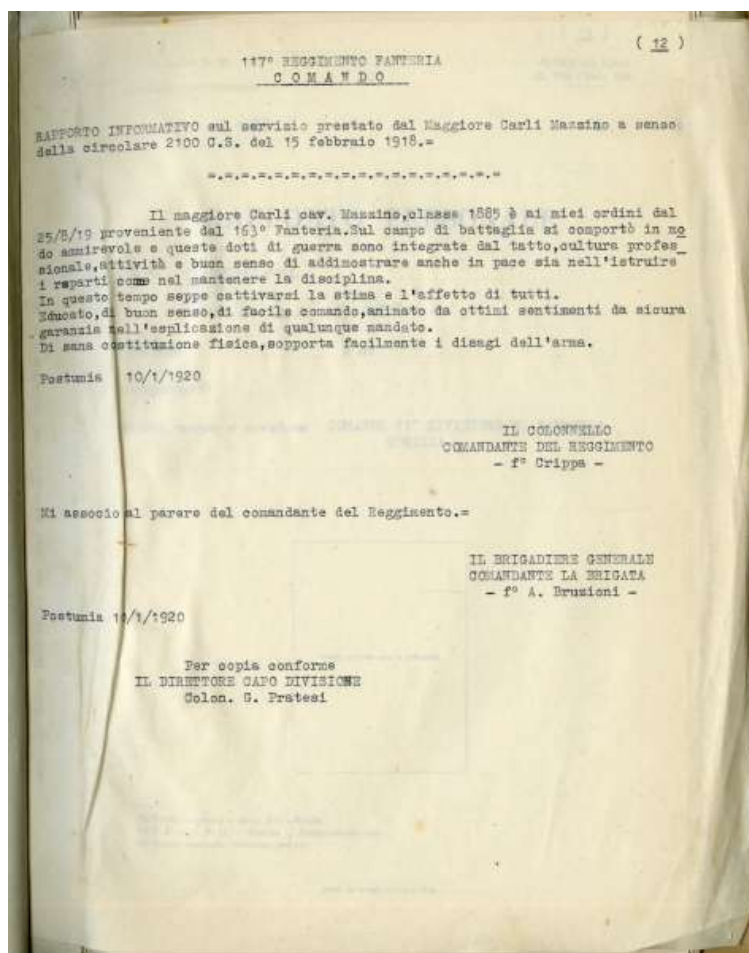 ( 12 )
117° REGGIMENTO FANTERIA
COMANDO
RAPPORTO INFORMATIVO sul servizio prestato dal Maggiore Carli Mazzino a senso
della circolare 2100 C.S. del 15 febbraio 1918.=
=.=.=.=.=.=.=.=.=.=.=.=.=.=.=.=.=
Il maggiore Carli cav. Mazzino,classe 1885 è ai miei ordini dal
25/8/19 proveniente dal 163° Fanteria.Sul campo di battaglia si comportò in mo
do ammirevole e queste doti di guerra sono integrate dal tatto,cultura profes_
sionale,attività e buon senso di addimostrare anche in pace sia nell'istruire
i reparti come nel mantenere la disciplina.
In questo tempo seppe cattivarsi la stima e l'affetto di tutti.
Educato,di buon senso,di facile comando,animato da ottimi sentimenti da sicura
garanzia nell'esplicazione di qualunque mandato.
Di sana costituzione fisica,sopporta facilmente i disagi dell'arma.
Postumia 10/1/1920
IL COLONNELLO
COMANDANTE DEL REGGIMENTO
- f° Crippa -
Mi associo al parere del comandante del Reggimento.=
IL BRIGADIERE GENERALE
COMANDANTE LA BRIGATA
- f° A. Bruzioni -
Postumia 10/1/1920
Per copia conforme
IL DIRETTORE CAPO DIVISIONE
Colon. G. Pratesi